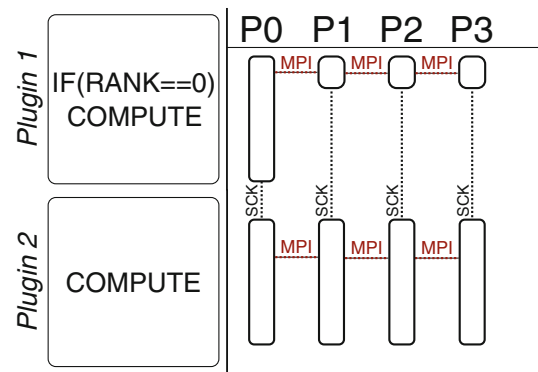 P0 P1 P2 P3
Plugin 1
IF(RANK==0)
COMPUTE
MPI MPI MPI
SCK SCK SCK SCK
Plugin 2
COMPUTE
MPI MPI MPI